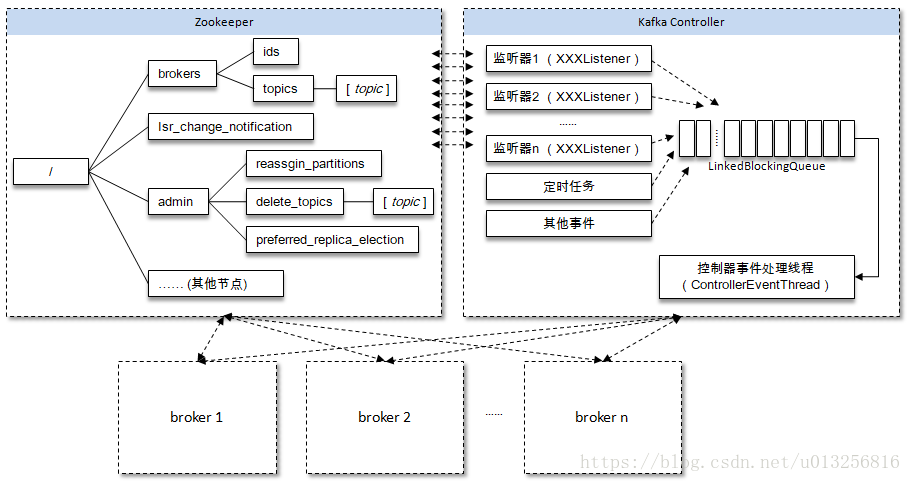 Zookeeper
/
brokers
ids
topics
[ topic ]
Isr_change_notification
admin
reassgin_partitions
delete_topics
[ topic ]
preferred_replica_election
…… (其他节点)
Kafka Controller
监听器1 （ XXXListener ）
监听器2 （ XXXListener ）
……
监听器n （ XXXListener ）
定时任务
其他事件
LinkedBlockingQueue
控制器事件处理线程
（ ControllerEventThread ）
broker 1
broker 2
……
broker n
https://blog.csdn.net/u013256816